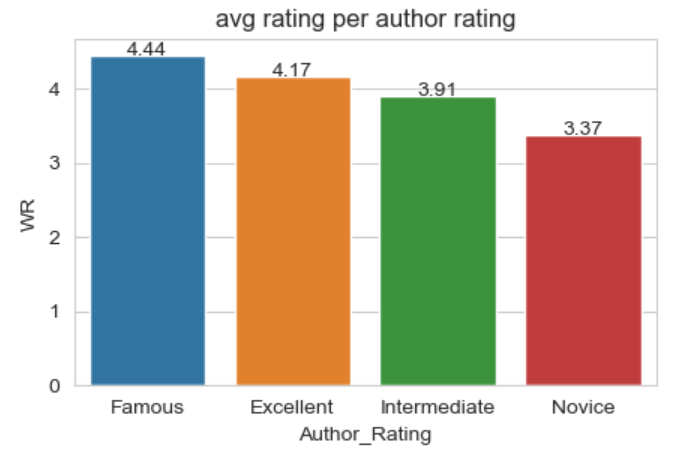 avg rating per author rating
4.44
4.17
3.91
3.37
4
3
2
1
0
WR
Famous Excellent Intermediate Novice
Author_Rating